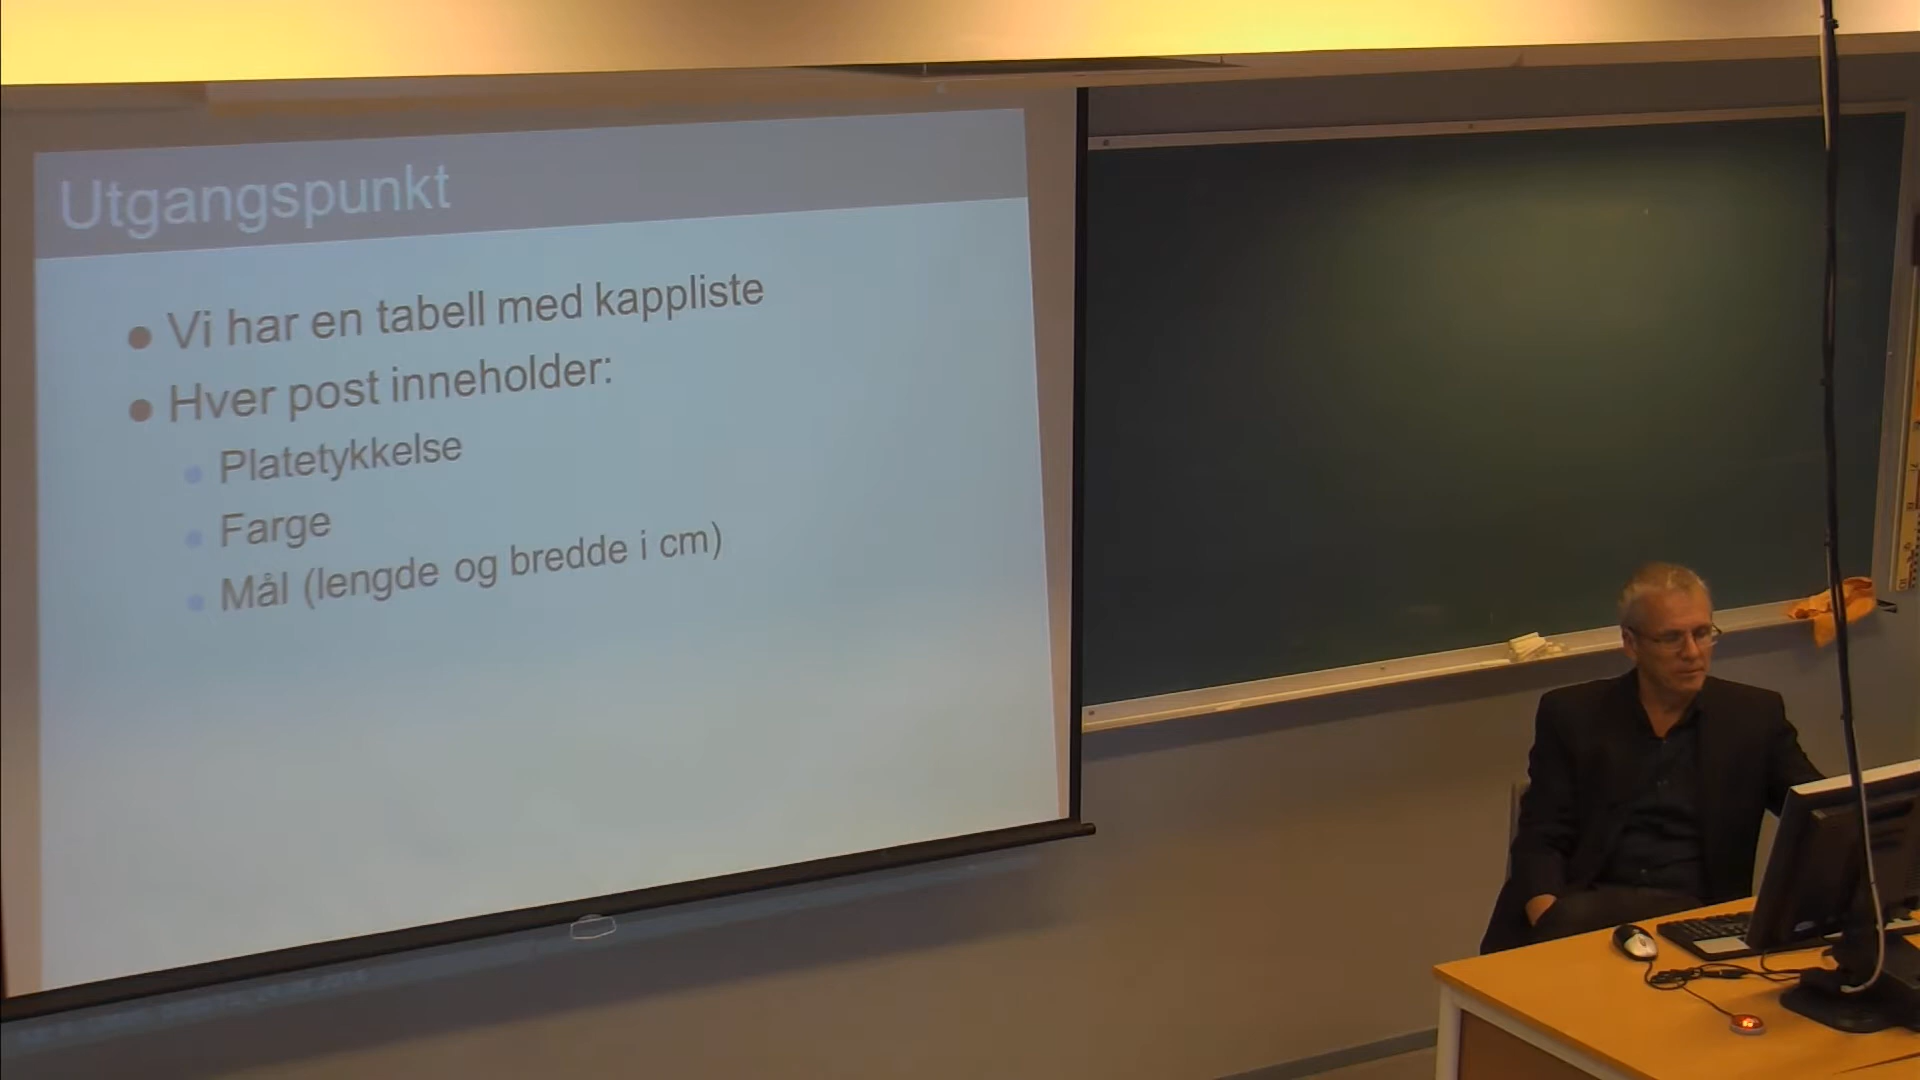 Utgangspunkt
● Vi har en tabell med kappliste
● Hver post inneholder:
● Platetykkelse
● Farge
● Mål (lengde og bredde i cm)